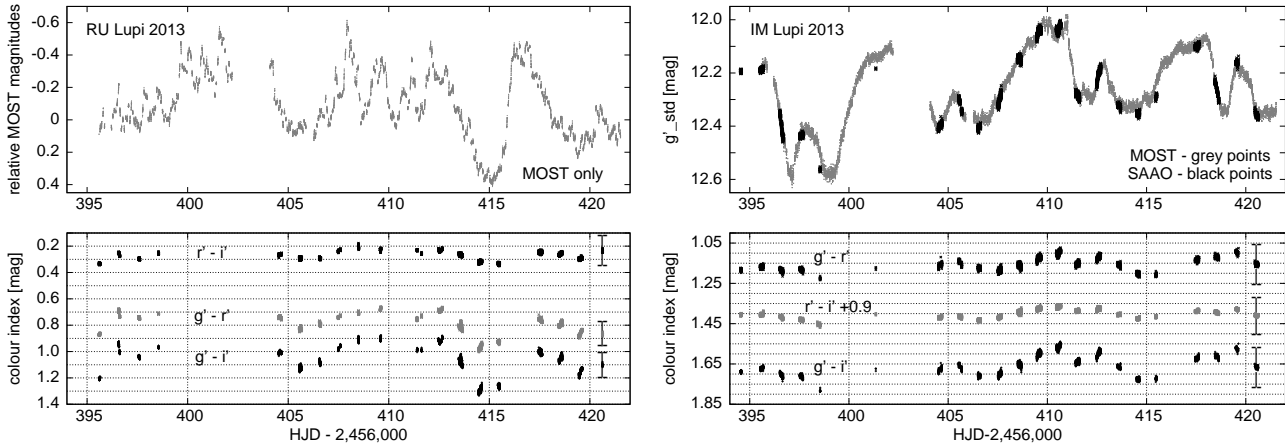 relative MOST magnitudes
-0.6
-0.4
-0.2
0
0.2
0.4
RU Lupi 2013
MOST only
395 400 405 410 415 420
colour index [mag]
0.2
0.4
0.6
0.8
1.0
1.2
1.4
r' - i'
g' - r'
g' - i'
395 400 405 410 415 420
HJD - 2,456,000
g'_std [mag]
12.0
12.2
12.4
12.6
IM Lupi 2013
MOST - grey points
SAAO - black points
395 400 405 410 415 420
colour index [mag]
1.05
1.25
1.45
1.65
1.85
g' - r'
r' - i' +0.9
g' - i'
395 400 405 410 415 420
HJD-2,456,000